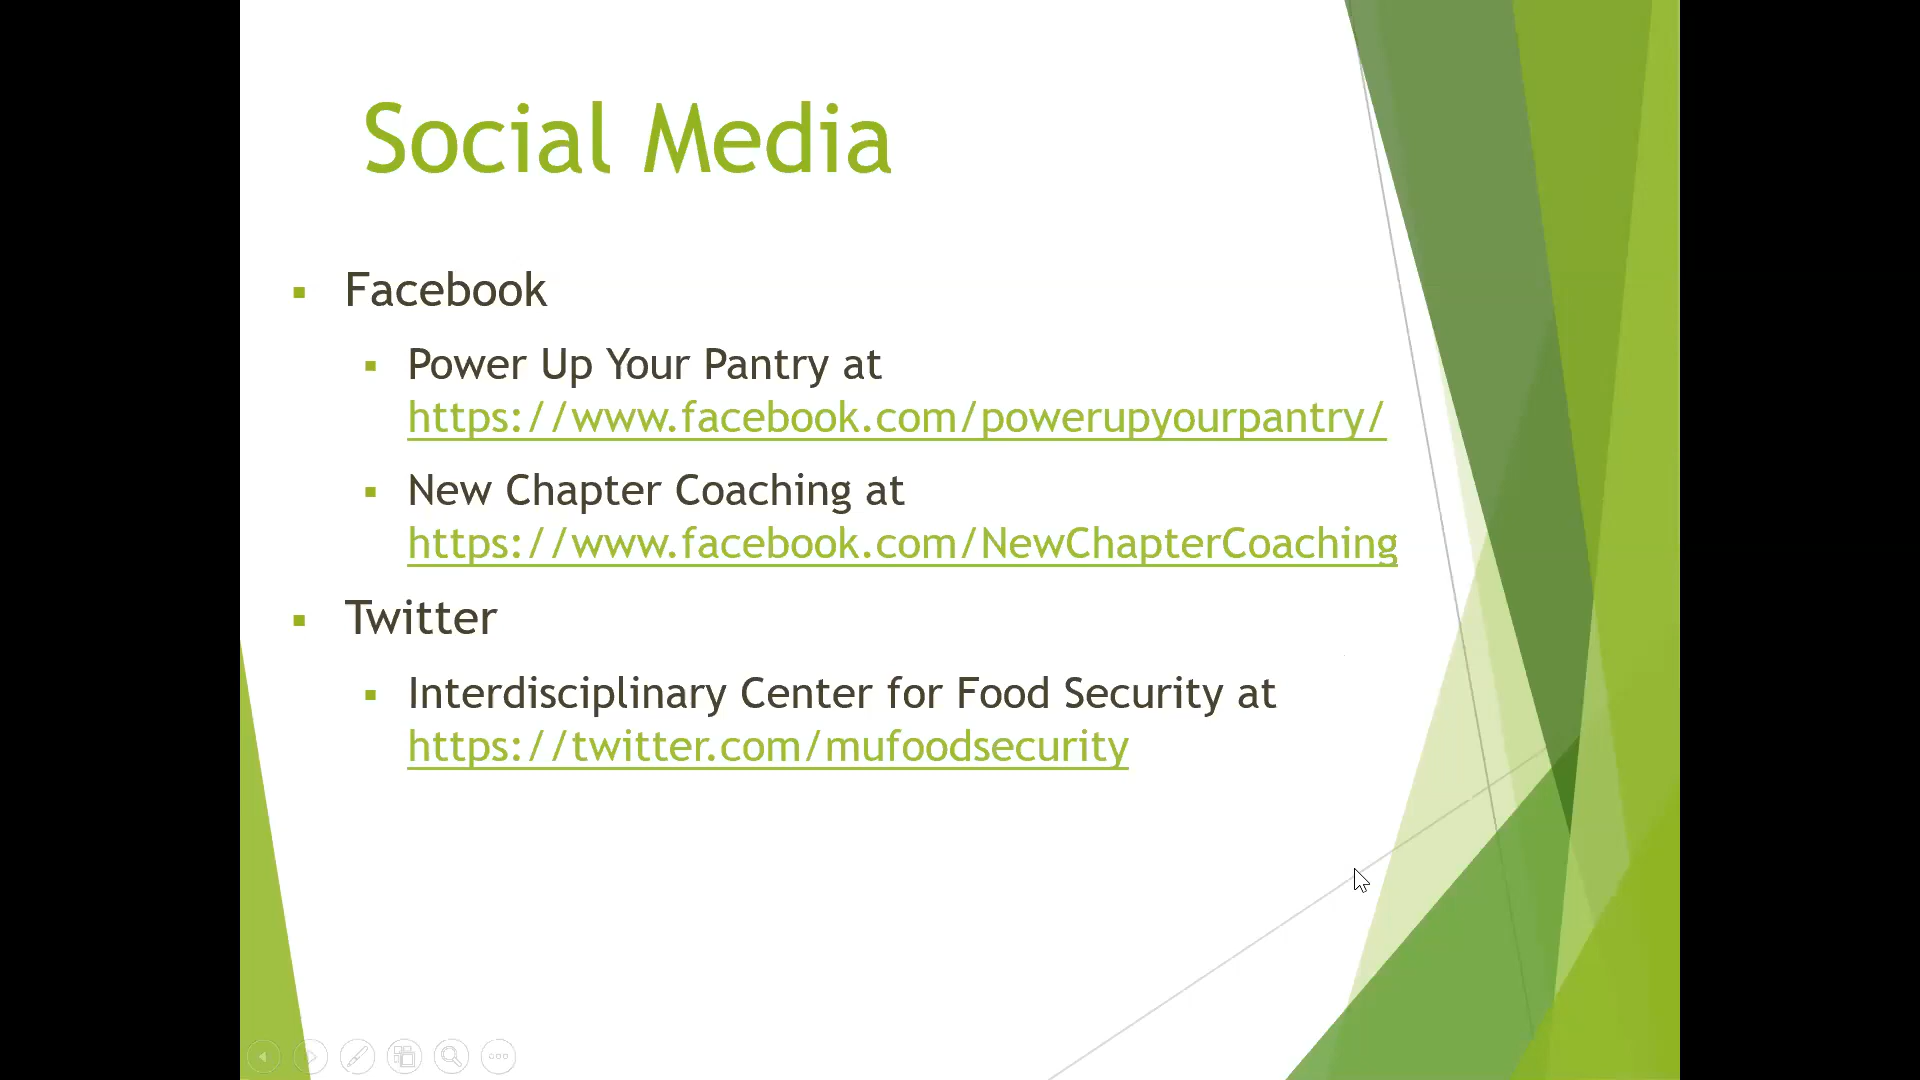 Social Media
Facebook
Power Up Your Pantry at
https://www.facebook.com/powerupyourpantry/
New Chapter Coaching at
https://www.facebook.com/NewChapterCoaching
Twitter
Interdisciplinary Center for Food Security at
https://twitter.com/mufoodsecurity